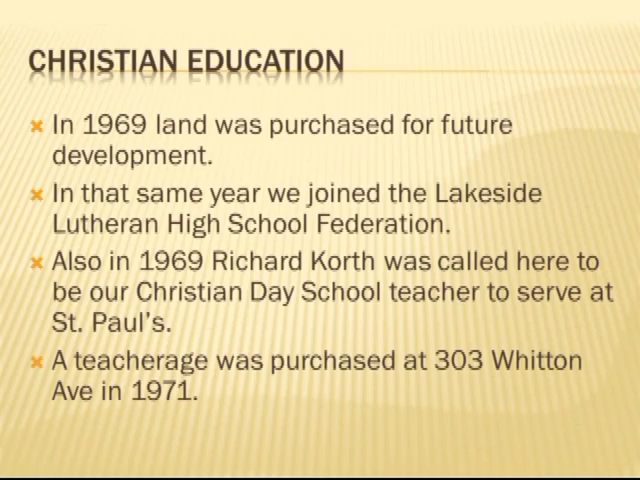 CHRISTIAN EDUCATION
In 1969 land was purchased for future
development.
In that same year we joined the Lakeside
Lutheran High School Federation.
Also in 1969 Richard Korth was called here to
be our Christian Day School teacher to serve at
St. Paul's.
A teacherage was purchased at 303 Whitton
Ave in 1971.